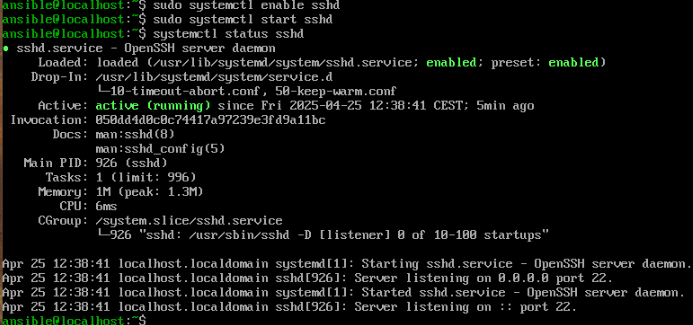 ansible@localhost:~$ sudo systemctl enable sshd
ansible@localhost:~$ sudo systemctl start sshd
ansible@localhost:~$ systemctl status sshd
● sshd.service - OpenSSH server daemon
     Loaded: loaded (/usr/lib/systemd/system/sshd.service; enabled; preset: enabled)
    Drop-In: /usr/lib/systemd/system/service.d
             └─10-timeout-abort.conf, 50-keep-warm.conf
     Active: active (running) since Fri 2025-04-25 12:38:41 CEST; 5min ago
 Invocation: 050dd4d0c0c74417a97239e3fd9a11bc
       Docs: man:sshd(8)
             man:sshd_config(5)
   Main PID: 926 (sshd)
      Tasks: 1 (limit: 996)
     Memory: 1M (peak: 1.3M)
        CPU: 6ms
     CGroup: /system.slice/sshd.service
             └─926 "sshd: /usr/sbin/sshd -D [listener] 0 of 10-100 startups"

Apr 25 12:38:41 localhost.localdomain systemd[1]: Starting sshd.service - OpenSSH server daemon...
Apr 25 12:38:41 localhost.localdomain sshd[926]: Server listening on 0.0.0.0 port 22.
Apr 25 12:38:41 localhost.localdomain systemd[1]: Started sshd.service - OpenSSH server daemon.
Apr 25 12:38:41 localhost.localdomain sshd[926]: Server listening on :: port 22.
ansible@localhost:~$